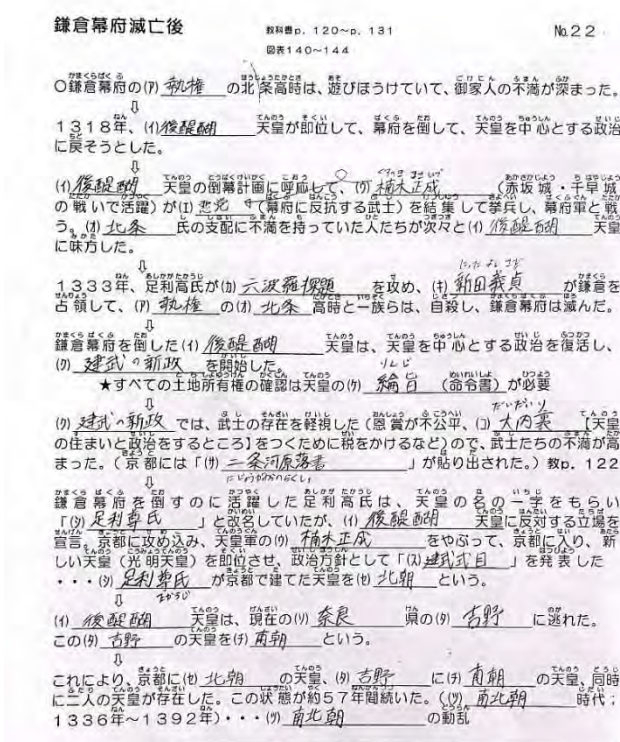 鎌倉幕府滅亡後
教科書p. 120~p. 131
No.22
図表140~144
○鎌倉幕府の(ア) 執権 の北条高時は、遊びほうけていて、御家人の不満が深まった。
⇩
1318年、(イ)後醍醐 天皇が即位して、幕府を倒して、天皇を中心とする政治
に戻そうとした。
⇩
(イ)後醍醐 天皇の倒幕計画に呼応して、(ウ) 楠木正成 (赤坂城・千早城
の戦いで活躍)が(エ) 悪党 (幕府に反抗する武士)を結集して挙兵し、幕府軍と戦
う。(オ) 北条 氏の支配に不満を持っていた人たちが次々と(イ) 後醍醐 天皇
に味方した。
⇩
1333年、足利高氏が(カ) 六波羅探題 を攻め、(キ) 新田義貞 が鎌倉を
占領して、(ア) 執権 の(オ) 北条 高時と一族らは、自殺し、鎌倉幕府は滅んだ。
⇩
鎌倉幕府を倒した(イ) 後醍醐 天皇は、天皇を中心とする政治を復活し、
(ク) 建武の新政 を開始した
★すべての土地所有権の確認は天皇の(ケ) 綸旨 (命令書)が必要
⇩
(ク) 建武の新政 では、武士の存在を軽視した(恩賞が不公平、(コ) 大内裏 【天皇
の住まいと政治をするところ】をつくために税をかけるなど)ので、武士たちの不満が高
まった。(京都には「(サ) 二条河原落書 」が貼り出された。)教p. 122
⇩
鎌倉幕府を倒すのに活躍した足利高氏は、天皇の名の一字をもらい
「(シ) 足利尊氏 」と改名していたが、(イ) 後醍醐 天皇に反対する立場を
宣言、京都に攻め込み、天皇軍の(ウ) 楠木正成 をやぶって、京都に入り、新
しい天皇(光明天皇)を即位させ、政治方針として「(ス)建武式目 」を発表した
・・・(シ) 足利尊氏 が京都で建てた天皇を(セ) 北朝 という。
⇩
(イ) 後醍醐 天皇は、現在の(ソ) 奈良 県の(タ) 吉野 に逃れた。
この(タ) 吉野 の天皇を(チ) 南朝 という。
⇩
これにより、京都に(セ) 北朝 の天皇、(タ) 吉野 に(チ) 南朝 の天皇、同時
に二人の天皇が存在した。この状態が約57年間続いた。((ツ) 南北朝 時代:
1336年~1392年)・・・(ツ) 南北朝 の動乱